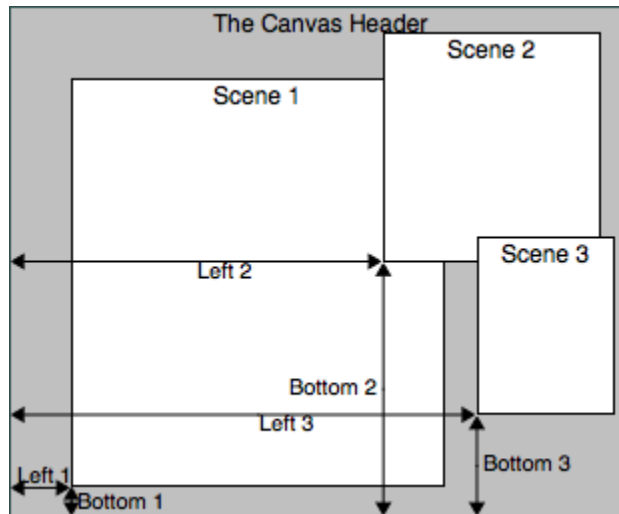 The Canvas Header
Scene 2
Scene 1
Scene 3
Left 2
Bottom 2
Left 3
Bottom 3
Left 1
Bottom 1